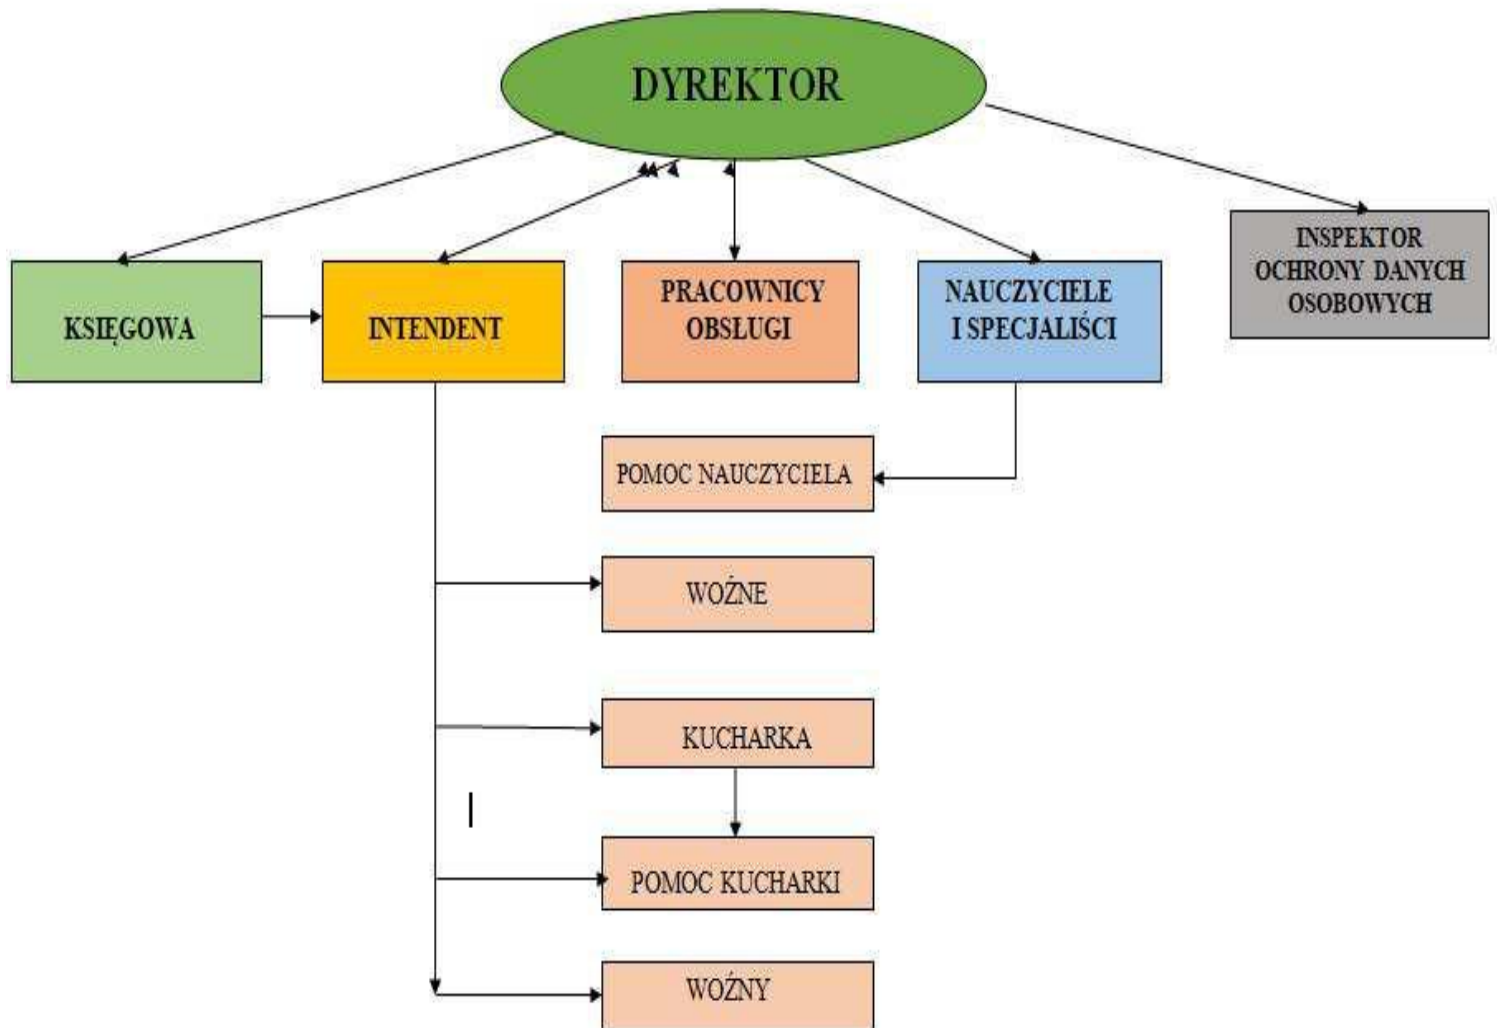 DYREKTOR
KSIĘGOWA
INTENDENT
PRACOWNICY
OBSŁUGI
NAUCZYCIELE
I SPECJALIŚCI
INSPEKTOR
OCHRONY DANYCH
OSOBOWYCH
POMOC NAUCZYCIELA
WOŹNE
KUCHARKA
POMOC KUCHARKI
WOŹNY